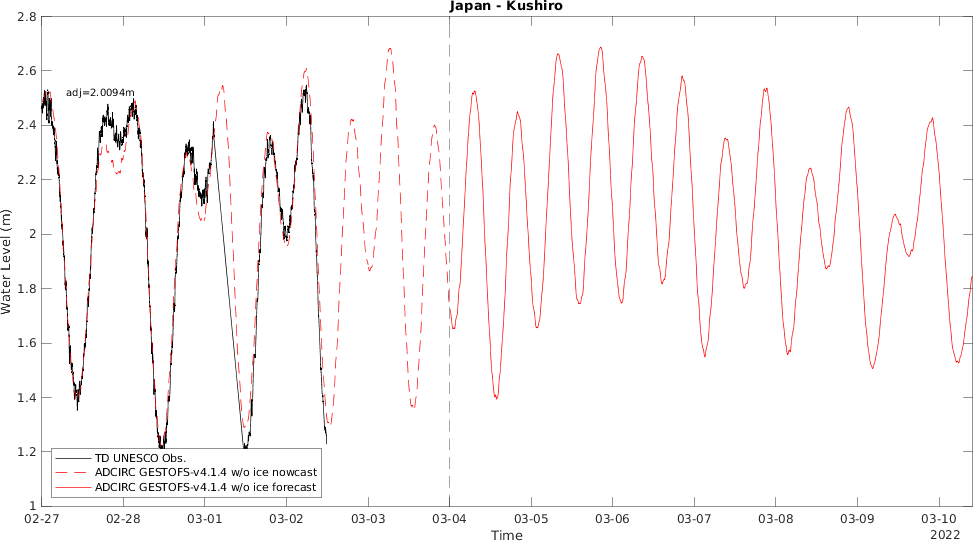 Japan - Kushiro
2.8
2.6
2.4
2.2
2
1.8
1.6
1.4
1.2
1
Water Level (m)
adj=2.0094m
TD UNESCO Obs.
ADCIRC GESTOFS-v4.1.4 w/o ice nowcast
ADCIRC GESTOFS-v4.1.4 w/o ice forecast
02-27 02-28 03-01 03-02 03-03 03-04 03-05 03-06 03-07 03-08 03-09 03-10
2022
Time